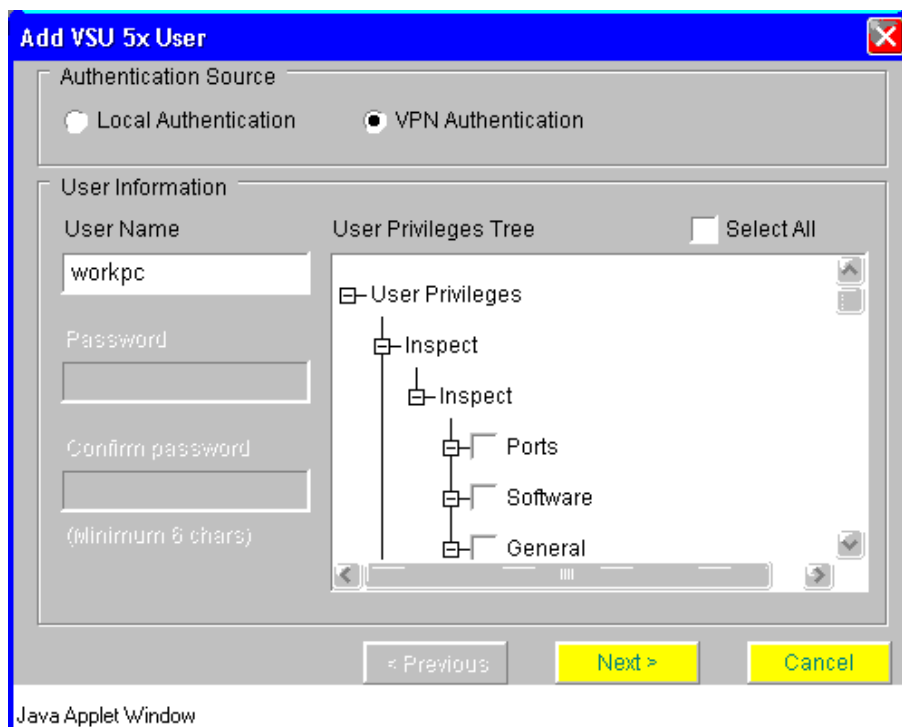 Add VSU 5x User
Authentication Source
Local Authentication
VPN Authentication
User Information
User Name
workpc
Password
Confirm password
(Minimum 6 chars)
User Privileges Tree
Select All
User Privileges
Inspect
Inspect
Ports
Software
General
< Previous
Next >
Cancel
Java Applet Window